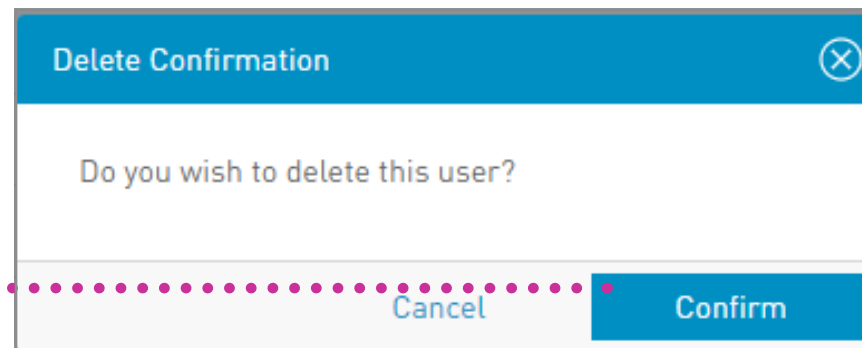 Delete Confirmation
Do you wish to delete this user?
Cancel Confirm